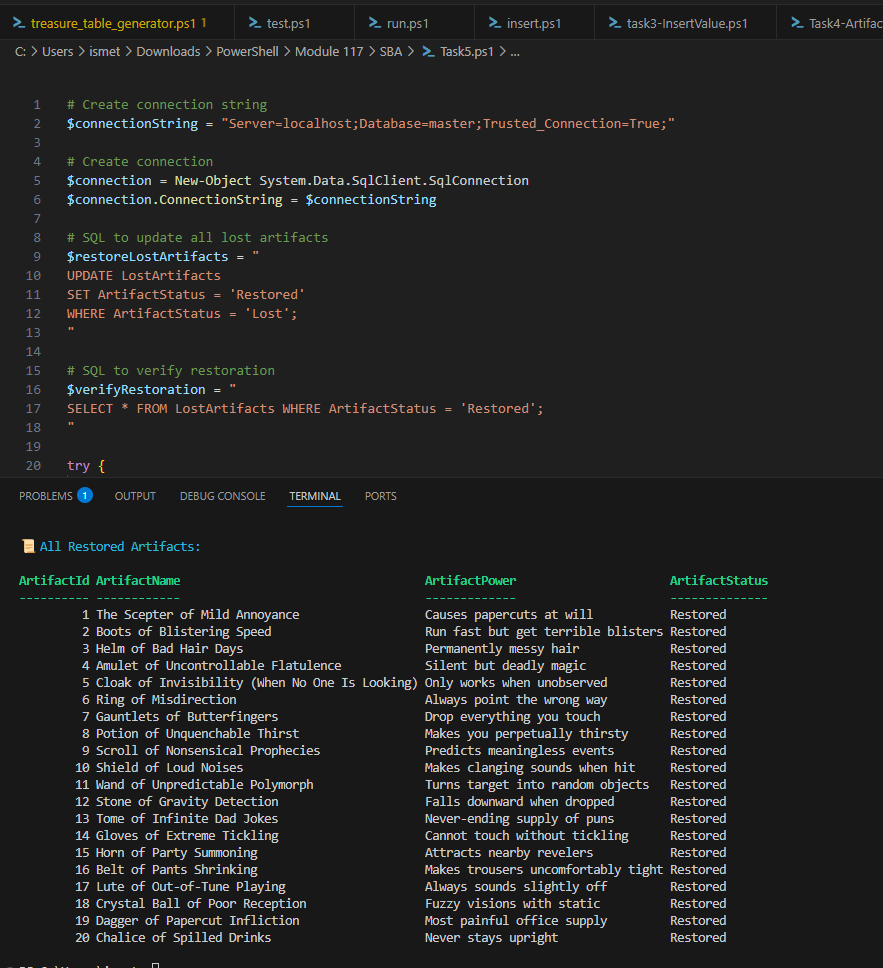 treasure_table_generator.ps1 1 test.ps1 run.ps1 insert.ps1 task3-InsertValue.ps1 Task4-Artifac
C: > Users > ismet > Downloads > PowerShell > Module 117 > SBA > Task5.ps1 > ...
1 # Create connection string
2 $connectionString = "Server=localhost;Database=master;Trusted_Connection=True;"
3
4 # Create connection
5 $connection = New-Object System.Data.SqlClient.SqlConnection
6 $connection.ConnectionString = $connectionString
7
8 # SQL to update all lost artifacts
9 $restoreLostArtifacts = "
10 UPDATE LostArtifacts
11 SET ArtifactStatus = 'Restored'
12 WHERE ArtifactStatus = 'Lost';
13 "
14
15 # SQL to verify restoration
16 $verifyRestoration = "
17 SELECT * FROM LostArtifacts WHERE ArtifactStatus = 'Restored';
18 "
19
20 try {
PROBLEMS 1 OUTPUT DEBUG CONSOLE TERMINAL PORTS
📜 All Restored Artifacts:
ArtifactId ArtifactName ArtifactPower ArtifactStatus
---------- ------------ ------------- --------------
1 The Scepter of Mild Annoyance Causes papercuts at will Restored
2 Boots of Blistering Speed Run fast but get terrible blisters Restored
3 Helm of Bad Hair Days Permanently messy hair Restored
4 Amulet of Uncontrollable Flatulence Silent but deadly magic Restored
5 Cloak of Invisibility (When No One Is Looking) Only works when unobserved Restored
6 Ring of Misdirection Always point the wrong way Restored
7 Gauntlets of Butterfingers Drop everything you touch Restored
8 Potion of Unquenchable Thirst Makes you perpetually thirsty Restored
9 Scroll of Nonsensical Prophecies Predicts meaningless events Restored
10 Shield of Loud Noises Makes clanging sounds when hit Restored
11 Wand of Unpredictable Polymorph Turns target into random objects Restored
12 Stone of Gravity Detection Falls downward when dropped Restored
13 Tome of Infinite Dad Jokes Never-ending supply of puns Restored
14 Gloves of Extreme Tickling Cannot touch without tickling Restored
15 Horn of Party Summoning Attracts nearby revelers Restored
16 Belt of Pants Shrinking Makes trousers uncomfortably tight Restored
17 Lute of Out-of-Tune Playing Always sounds slightly off Restored
18 Crystal Ball of Poor Reception Fuzzy visions with static Restored
19 Dagger of Papercut Infliction Most painful office supply Restored
20 Chalice of Spilled Drinks Never stays upright Restored